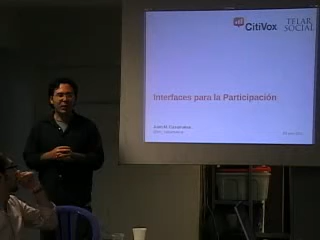 CitiVox
TELAR
SOCIAL
Interfaces para la Participación